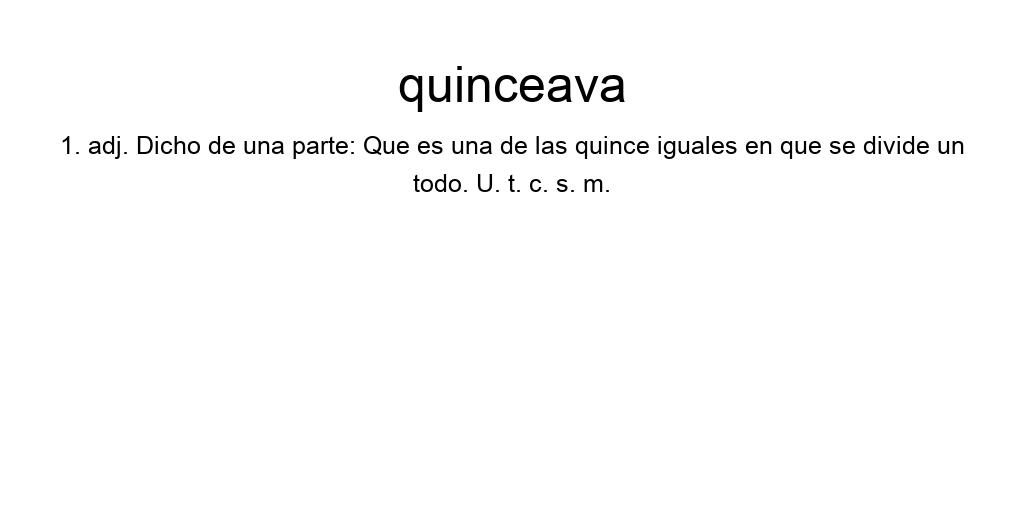 quinceava
1. adj. Dicho de una parte: Que es una de las quince iguales en que se divide un
todo. U. t. c. s. m.